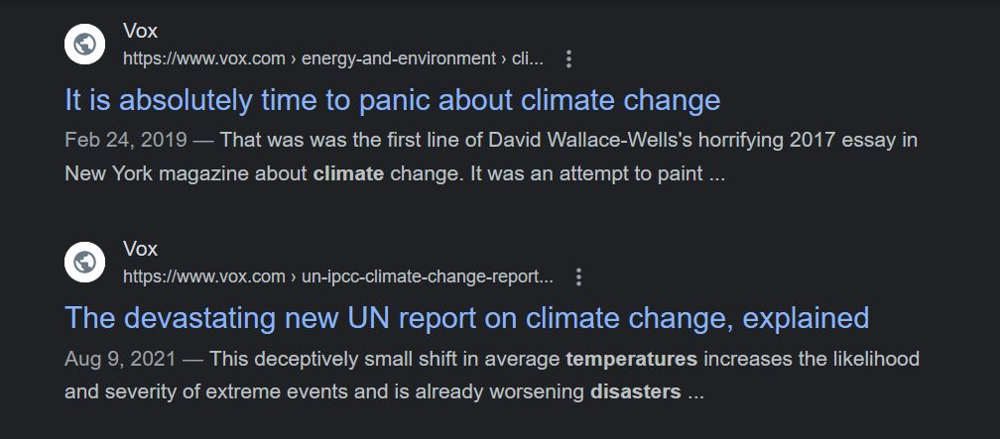 Vox
https://www.vox.com › energy-and-environment › cli...
It is absolutely time to panic about climate change
Feb 24, 2019 — That was was the first line of David Wallace-Wells's horrifying 2017 essay in
New York magazine about climate change. It was an attempt to paint ...
Vox
https://www.vox.com › un-ipcc-climate-change-report...
The devastating new UN report on climate change, explained
Aug 9, 2021 — This deceptively small shift in average temperatures increases the likelihood
and severity of extreme events and is already worsening disasters ...